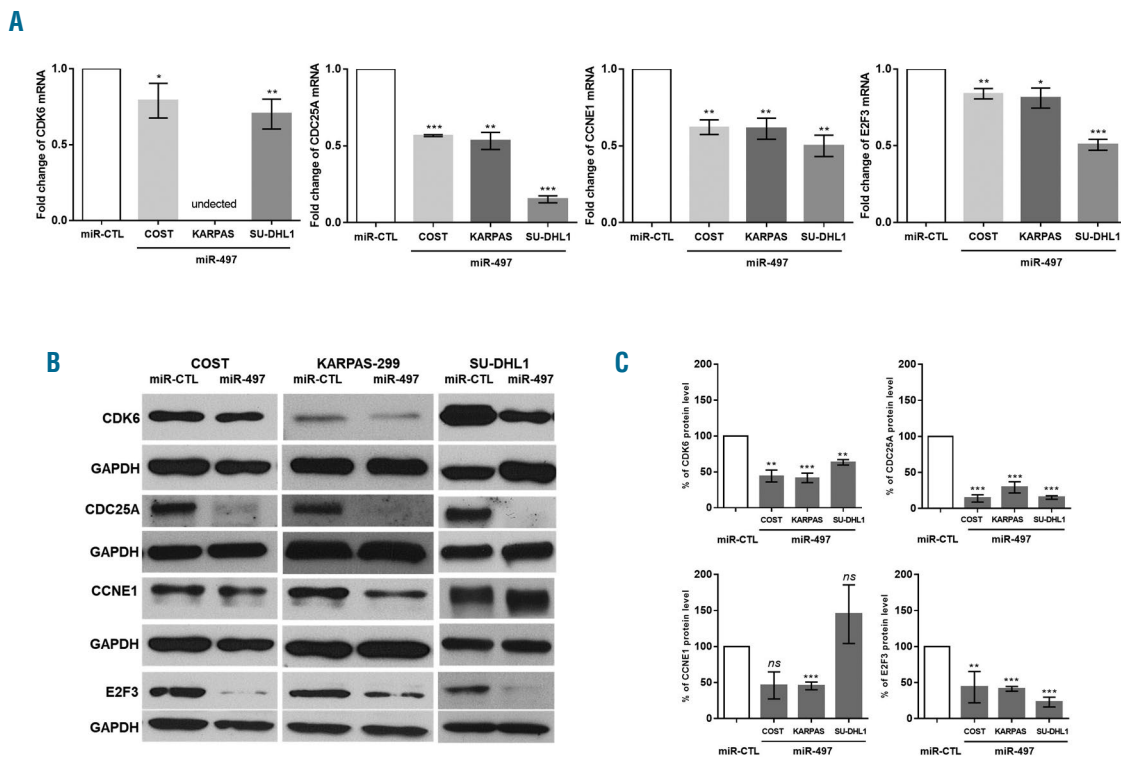 A
Fold change of CDK6 mRNA
1.0
0.5
0.0
*
undected
**
miR-CTL COST KARPAS SU-DHL1
miR-497
Fold change of CDC25A mRNA
1.0
0.5
0.0
*** ** ***
miR-CTL COST KARPAS SU-DHL1
miR-497
Fold change of CCNE1 mRNA
1.0
0.5
0.0
** ** **
miR-CTL COST KARPAS SU-DHL1
miR-497
Fold change of E2F3 mRNA
1.0
0.5
0.0
** * ***
miR-CTL COST KARPAS SU-DHL1
miR-497
B
COST KARPAS-299 SU-DHL1
miR-CTL miR-497 miR-CTL miR-497 miR-CTL miR-497
CDK6
GAPDH
CDC25A
GAPDH
CCNE1
GAPDH
E2F3
GAPDH
C
% of CDK6 protein level
200
150
100
50
0
** *** **
COST KARPAS SU-DHL1
miR-CTL miR-497
% of CDC25A protein level
200
150
100
50
0
*** *** ***
COST KARPAS SU-DHL1
miR-CTL miR-497
% of CCNE1 protein level
200
150
100
50
0
ns *** ns
COST KARPAS SU-DHL1
miR-CTL miR-497
% of E2F3 protein level
200
150
100
50
0
** *** ***
COST KARPAS SU-DHL1
miR-CTL miR-497